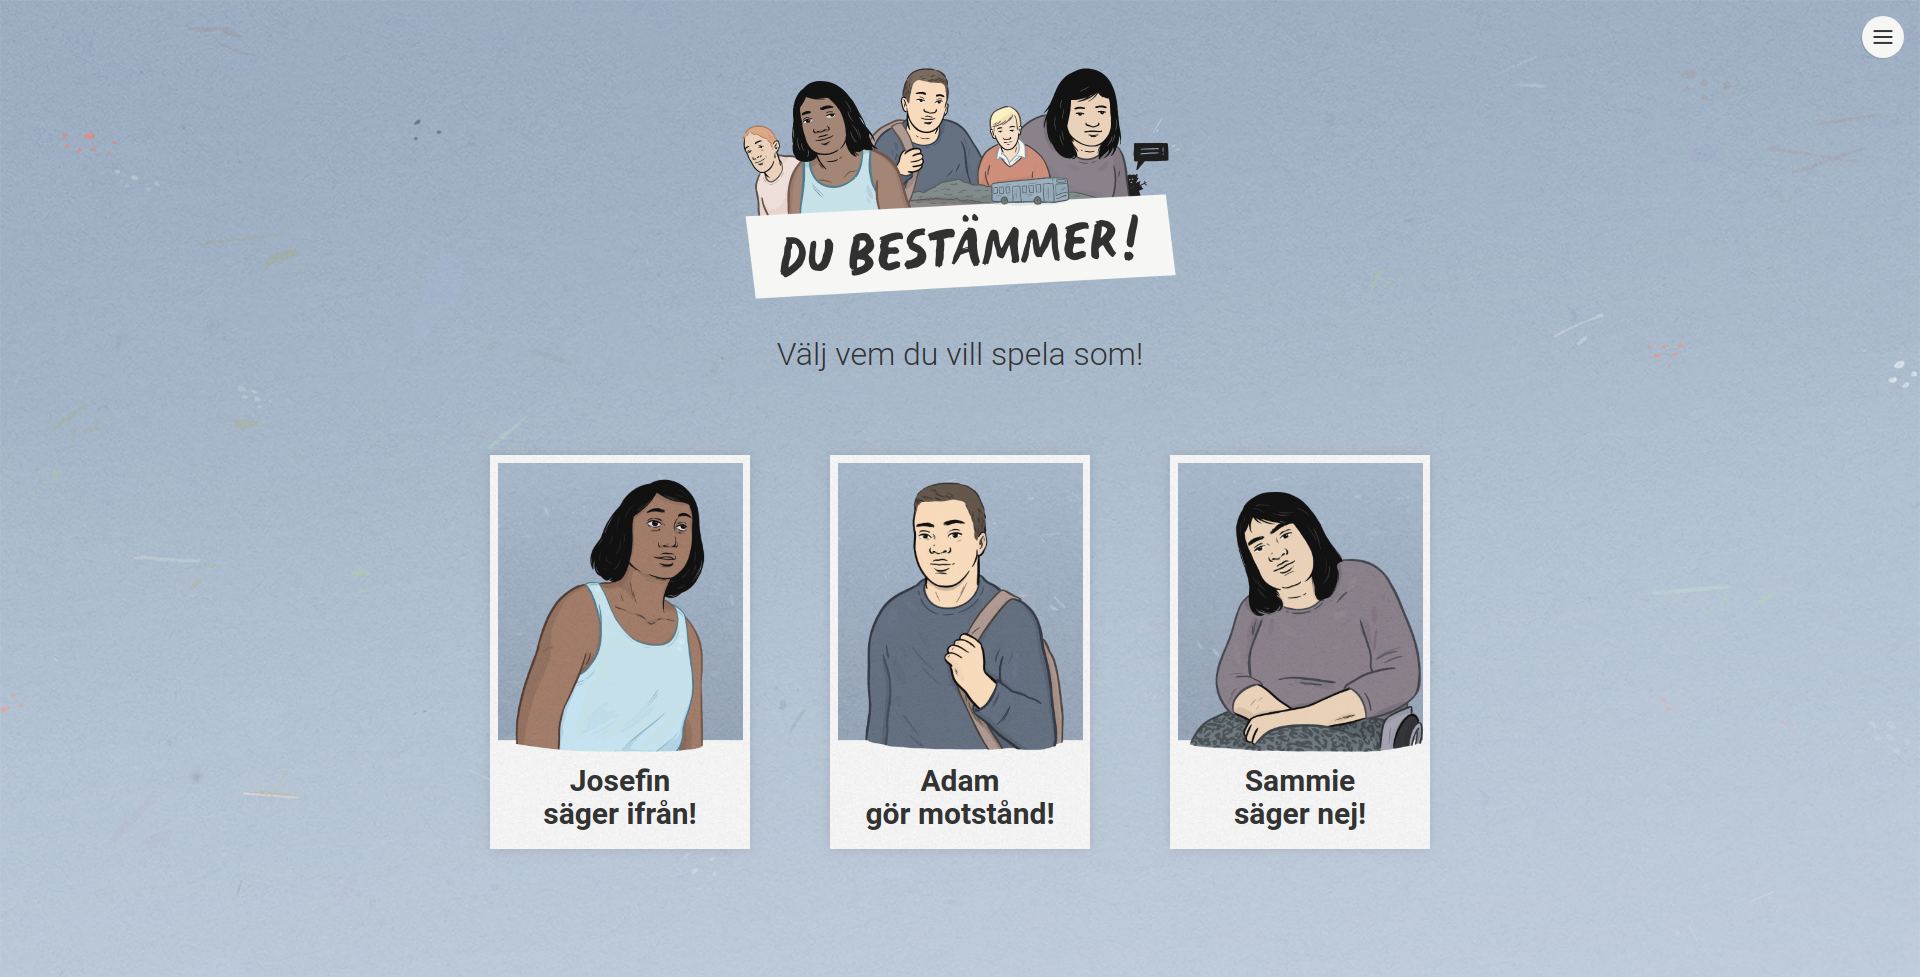 DU BESTÄMMER!
Välj vem du vill spela som!
Josefin
säger ifrån!
Adam
gör motstånd!
Sammie
säger nej!